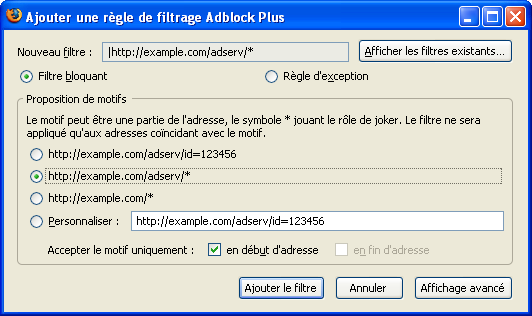 Ajouter une règle de filtrage Adblock Plus
Nouveau filtre : |http://example.com/adserv/* Afficher les filtres existants...
Filtre bloquant Règle d'exception
Proposition de motifs
Le motif peut être une partie de l'adresse, le symbole * jouant le rôle de joker. Le filtre ne sera
appliqué qu'aux adresses coïncidant avec le motif.
http://example.com/adserv/id=123456
http://example.com/adserv/*
http://example.com/*
Personnaliser : http://example.com/adserv/id=123456
Accepter le motif uniquement : en début d'adresse en fin d'adresse
Ajouter le filtre Annuler Affichage avancé